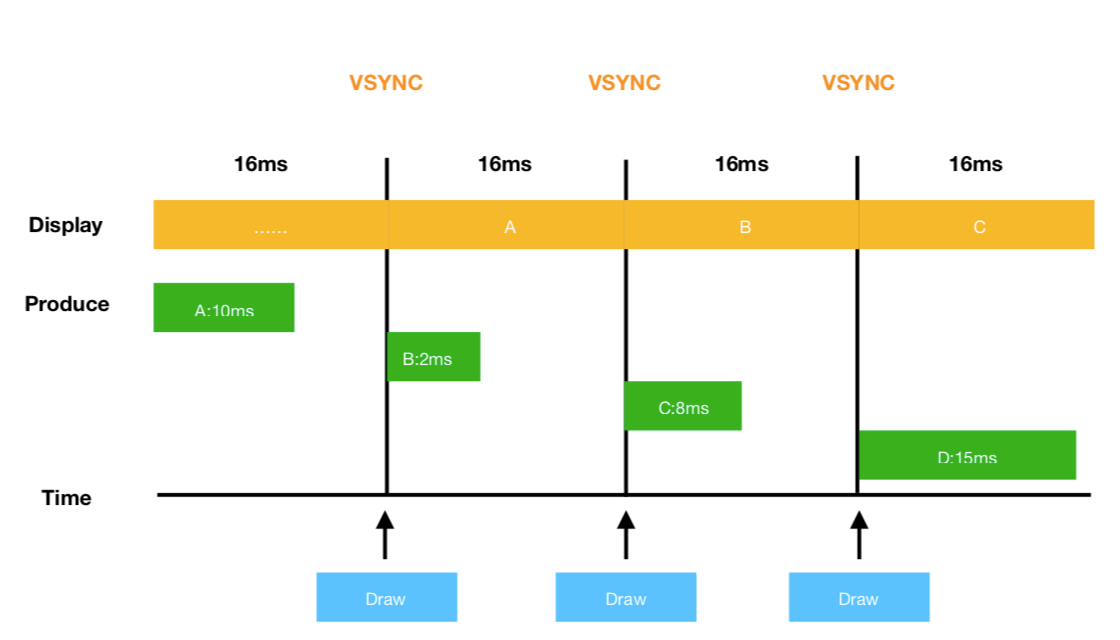 VSYNC VSYNC VSYNC
16ms 16ms 16ms 16ms
Display ...... A B C
Produce A:10ms
B:2ms
C:8ms
D:15ms
Time
Draw Draw Draw